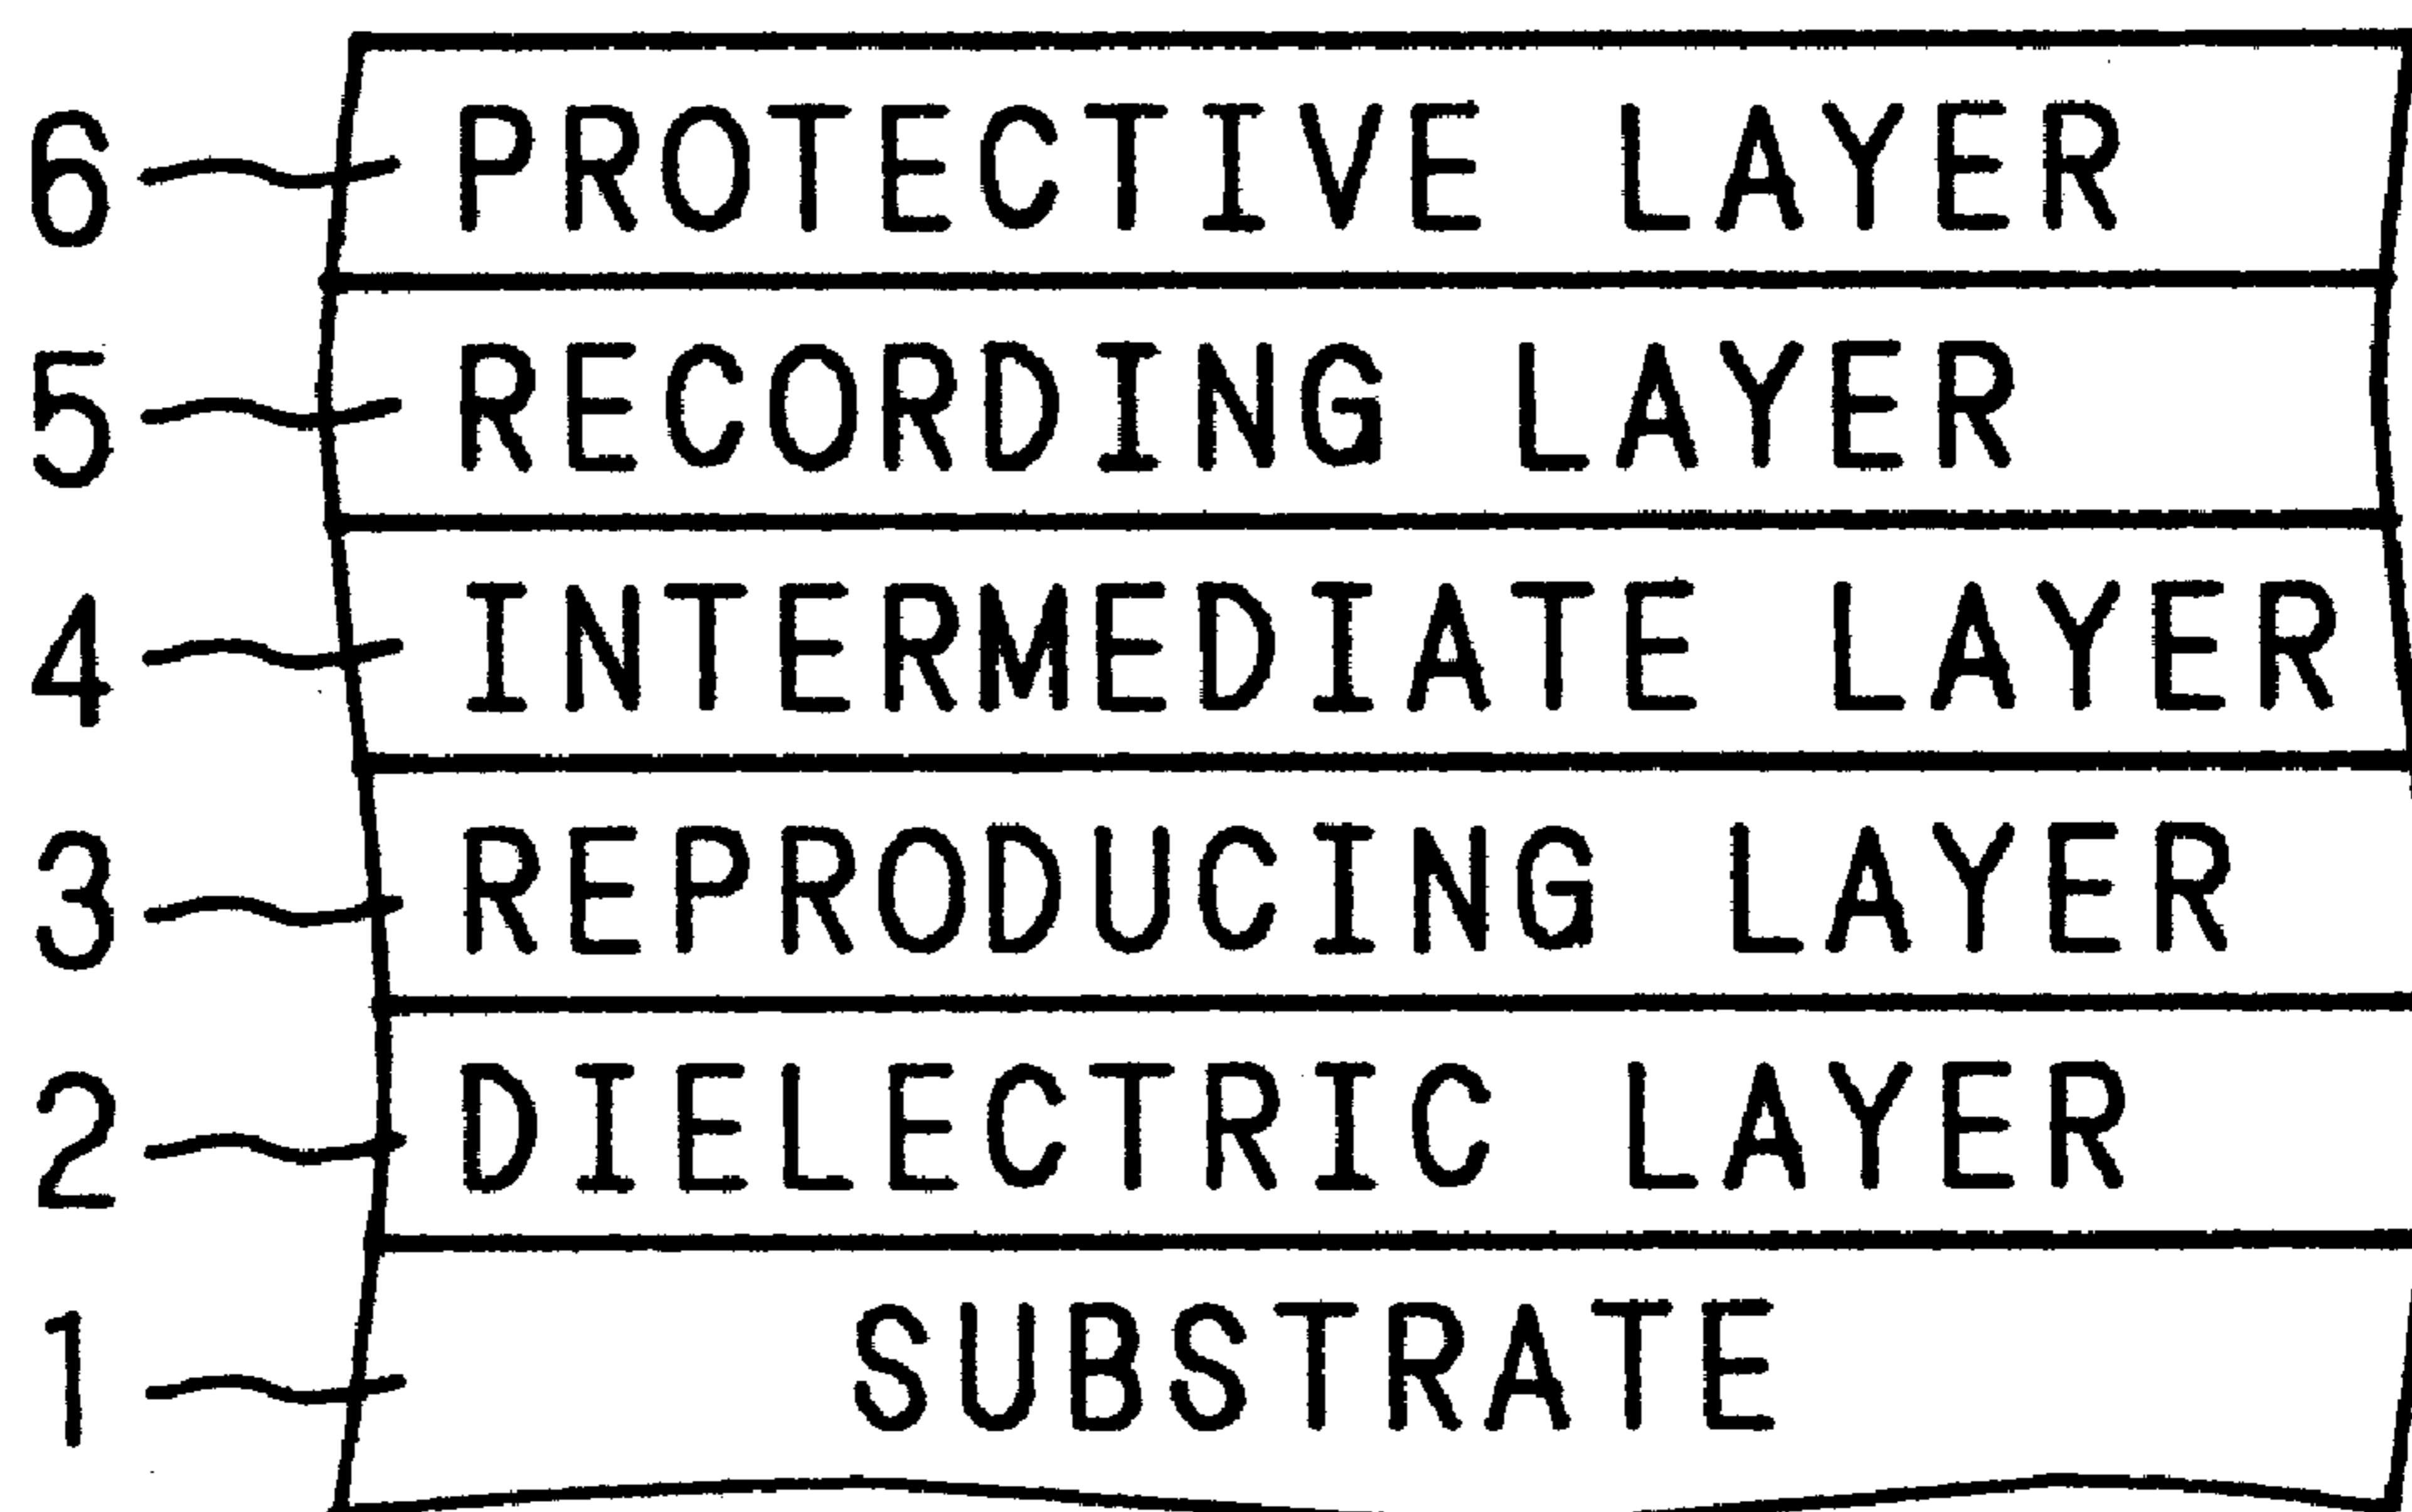 6 PROTECTIVE LAYER
5 RECORDING LAYER
4 INTERMEDIATE LAYER
3 REPRODUCING LAYER
2 DIELECTRIC LAYER
1 SUBSTRATE